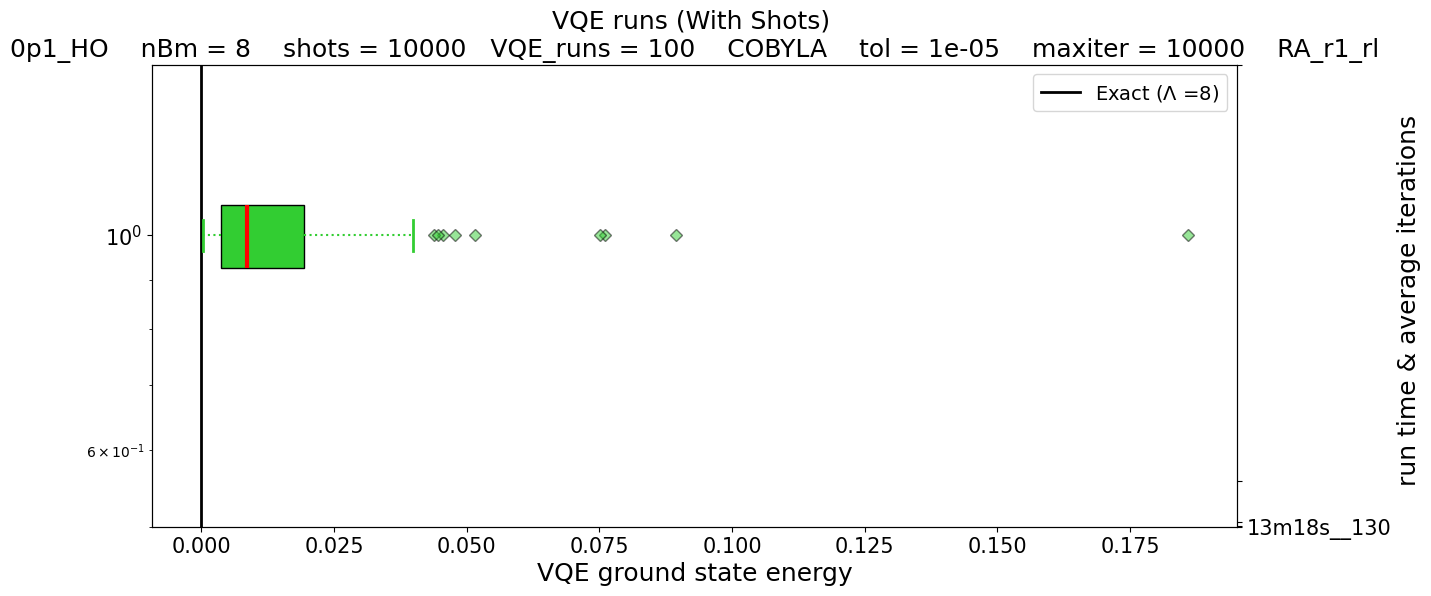 VQE runs (With Shots)
0p1_HO nBm = 8 shots = 10000 VQE_runs = 100 COBYLA tol = 1e-05 maxiter = 10000 RA_r1_rl
Exact (Λ =8)
10⁰
6 × 10⁻¹
run time & average iterations
13m18s__130
0.000 0.025 0.050 0.075 0.100 0.125 0.150 0.175
VQE ground state energy